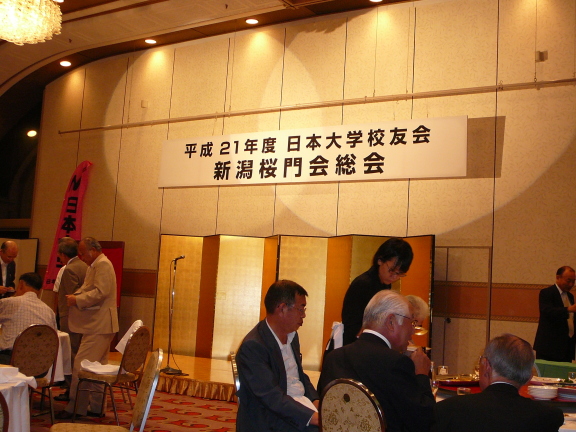 平成 21年度 日本大学校友会
新潟桜門会総会
日本